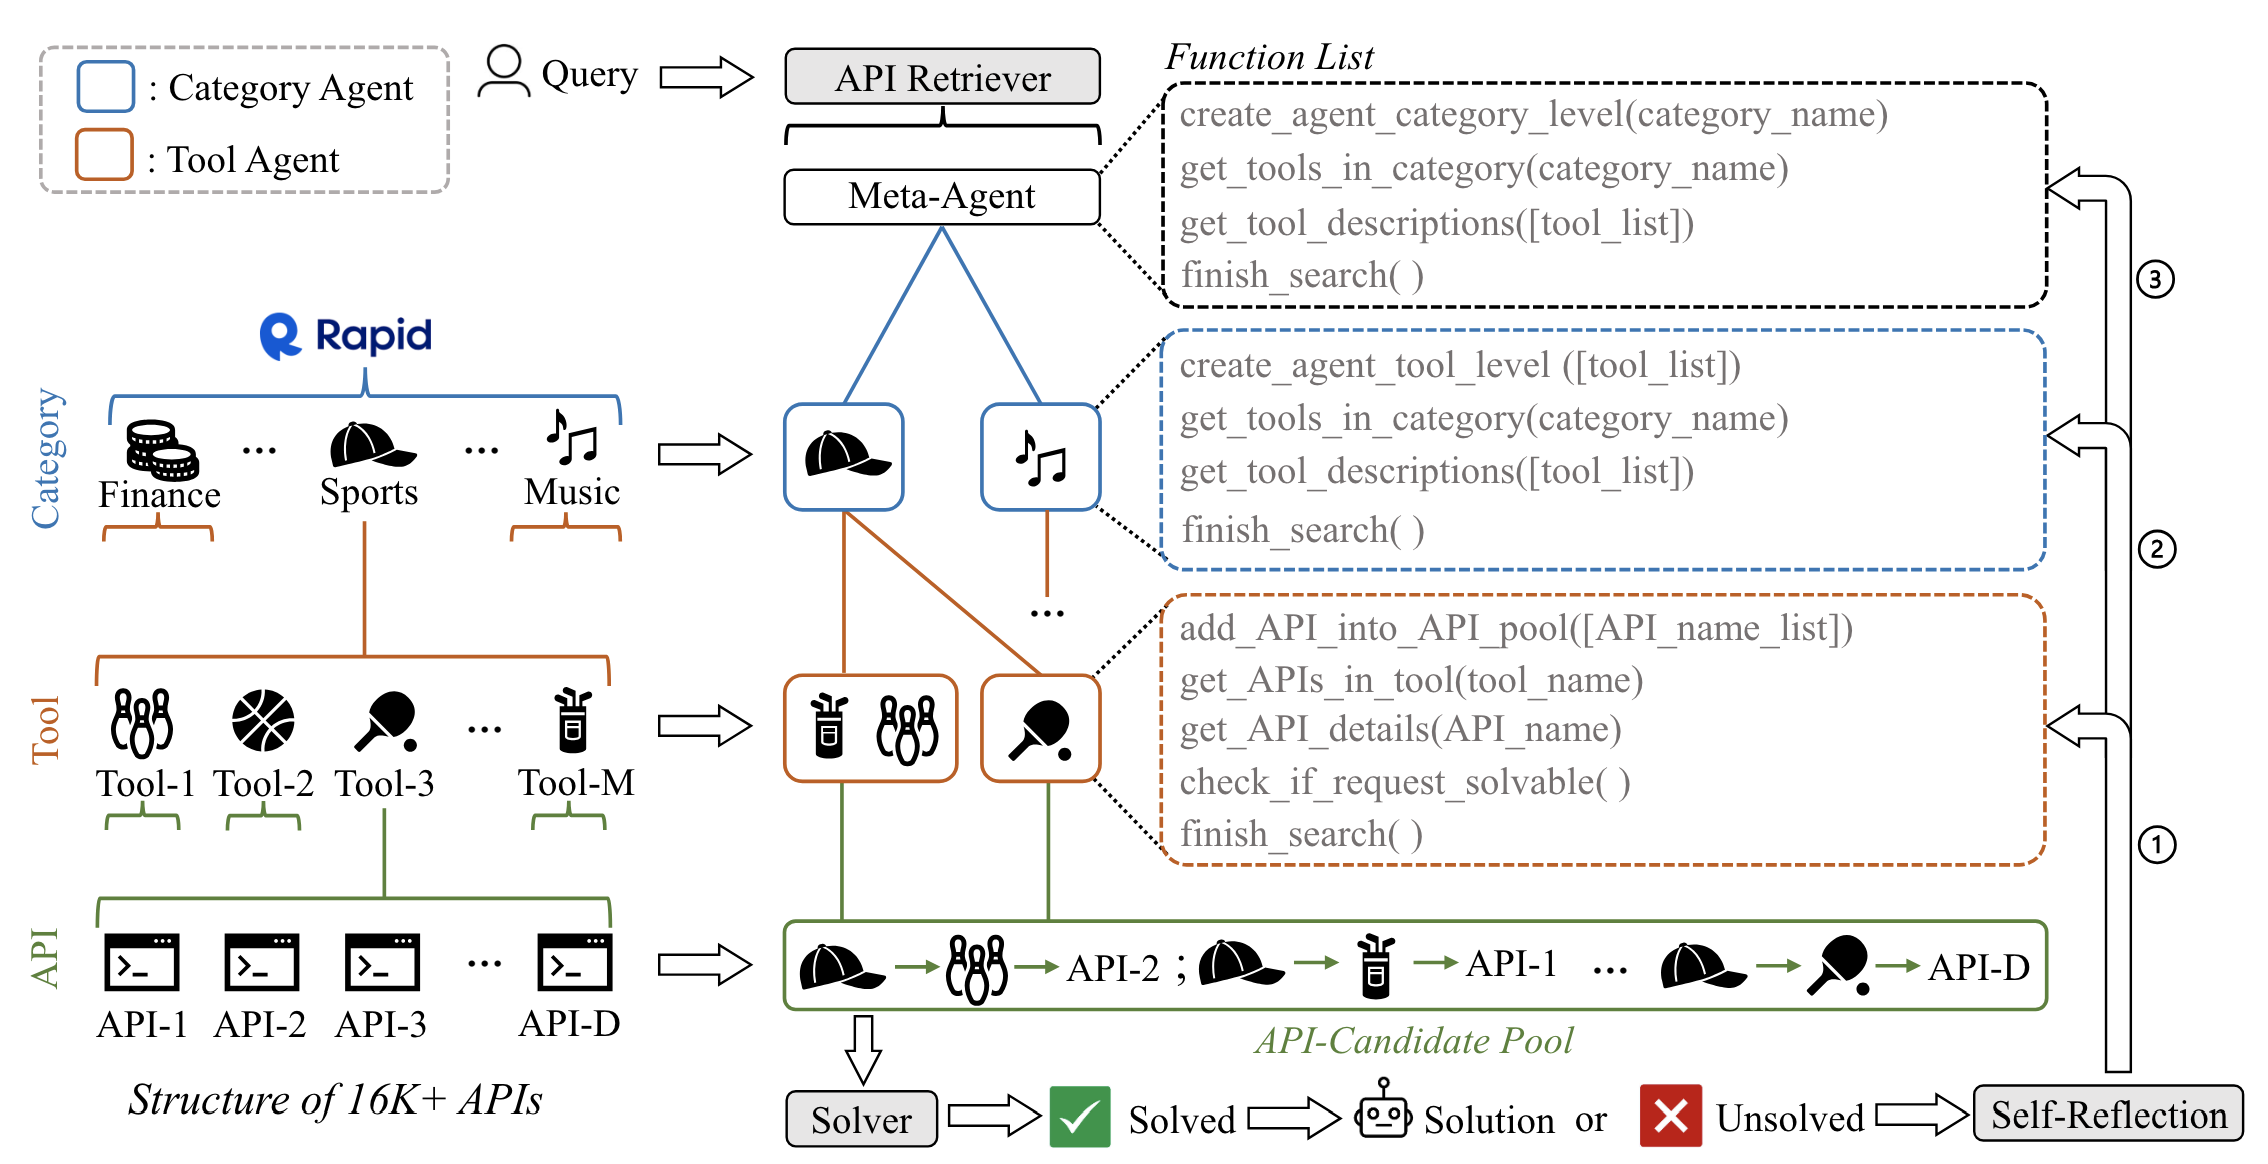 : Category Agent
: Tool Agent
Query
API Retriever
Meta-Agent
Function List
create_agent_category_level(category_name)
get_tools_in_category(category_name)
get_tool_descriptions([tool_list])
finish_search( )
create_agent_tool_level ([tool_list])
get_tools_in_category(category_name)
get_tool_descriptions([tool_list])
finish_search( )
add_API_into_API_pool([API_name_list])
get_APIs_in_tool(tool_name)
get_API_details(API_name)
check_if_request_solvable( )
finish_search( )
③
②
①
Rapid
Category
Finance ... Sports ... Music
...
Tool
Tool-1 Tool-2 Tool-3 ... Tool-M
API
API-1 API-2 API-3 ... API-D
Structure of 16K+ APIs
API-2 ; API-1 ... API-D
API-Candidate Pool
Solver
Solved
Solution or
Unsolved
Self-Reflection